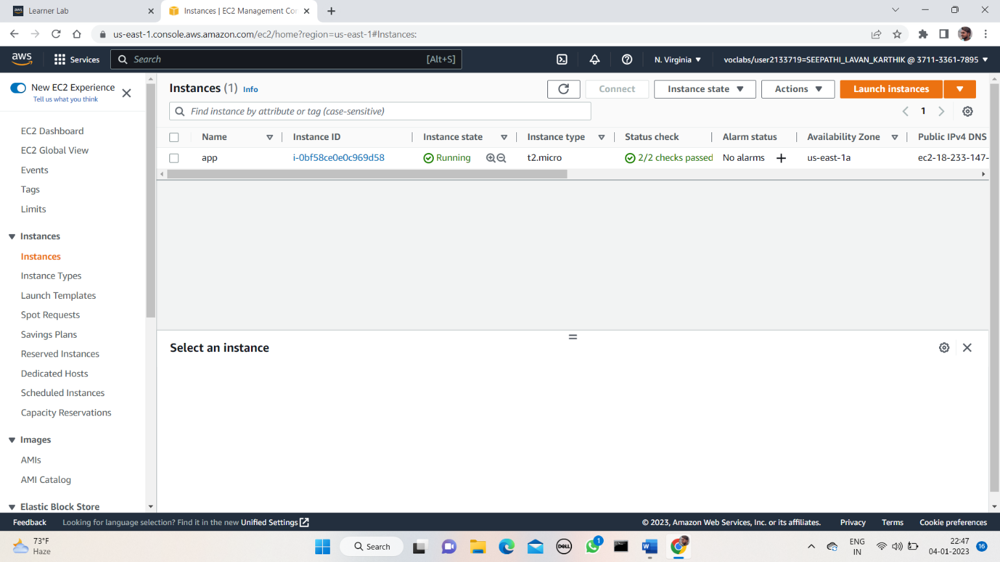 Learner Lab
Instances | EC2 Management Con
us-east-1.console.aws.amazon.com/ec2/home?region=us-east-1#Instances:
aws
Services
Search
[Alt+S]
N. Virginia
voclabs/user2133719=SEEPATHI_LAVAN_KARTHIK @ 3711-3361-7895
New EC2 Experience
Tell us what you think
EC2 Dashboard
EC2 Global View
Events
Tags
Limits
Instances
Instances
Instance Types
Launch Templates
Spot Requests
Savings Plans
Reserved Instances
Dedicated Hosts
Scheduled Instances
Capacity Reservations
Images
AMIs
AMI Catalog
Elastic Block Store
Instances (1) Info
Connect
Instance state
Actions
Launch instances
Find instance by attribute or tag (case-sensitive)
1
Name Instance ID Instance state Instance type Status check Alarm status Availability Zone Public IPv4 DNS
app i-0bf58ce0e0c969d58 Running t2.micro 2/2 checks passed No alarms us-east-1a ec2-18-233-147-
Select an instance
Feedback Looking for language selection? Find it in the new Unified Settings
© 2023, Amazon Web Services, Inc. or its affiliates. Privacy Terms Cookie preferences
73°F
Haze
Search
DELL
1
ENG
IN
22:47
04-01-2023
16